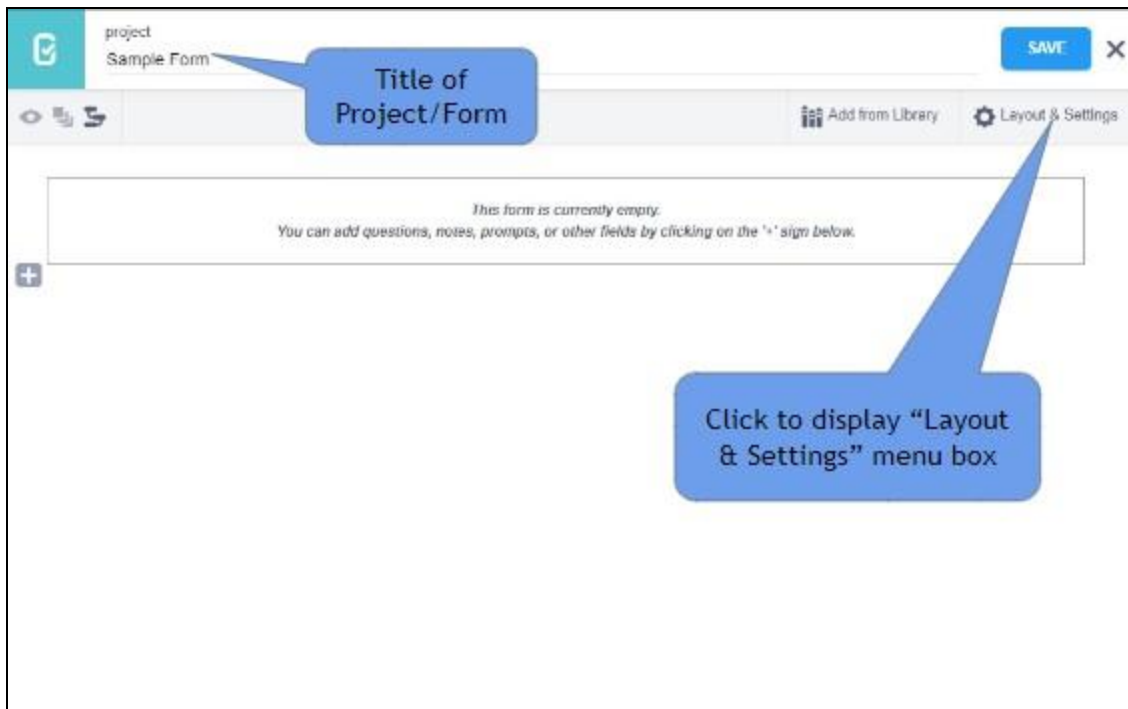 project
Sample Form
SAVE
Title of
Project/Form
Add from Library
Layout & Settings
This form is currently empty.
You can add questions, notes, prompts, or other fields by clicking on the '+' sign below.
Click to display “Layout
& Settings” menu box